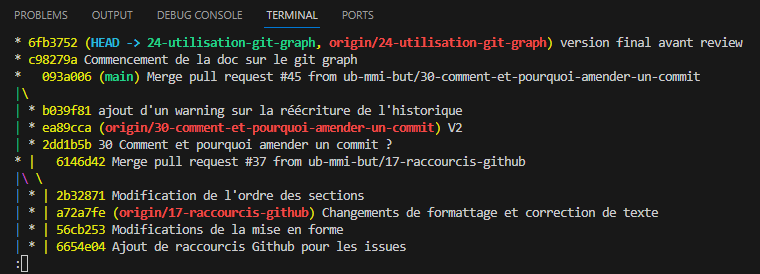 PROBLEMS OUTPUT DEBUG CONSOLE TERMINAL PORTS
* 6fb3752 (HEAD -> 24-utilisation-git-graph, origin/24-utilisation-git-graph) version final avant review
* c98279a Commencement de la doc sur le git graph
*   093a006 (main) Merge pull request #45 from ub-mmi-but/30-comment-et-pourquoi-amender-un-commit
|\
| * b039f81 ajout d'un warning sur la réécriture de l'historique
| * ea89cca (origin/30-comment-et-pourquoi-amender-un-commit) V2
| * 2dd1b5b 30 Comment et pourquoi amender un commit ?
* |   6146d42 Merge pull request #37 from ub-mmi-but/17-raccourcis-github
|\ \
| * | 2b32871 Modification de l'ordre des sections
| * | a72a7fe (origin/17-raccourcis-github) Changements de formattage et correction de texte
| * | 56cb253 Modifications de la mise en forme
| * | 6654e04 Ajout de raccourcis Github pour les issues
: